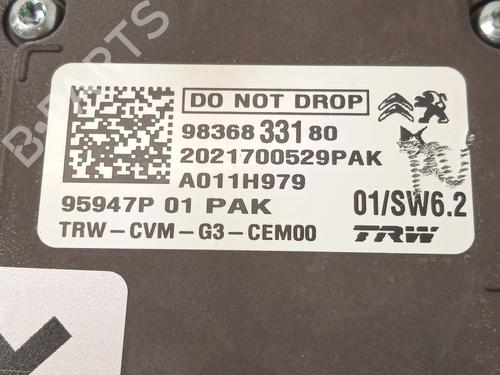 B-PARTS
DO NOT DROP
98368 331 80
2021700529PAK
A011H979
95947P 01 PAK
01/SW6.2
TRW-CVM-G3-CEM00
TRW